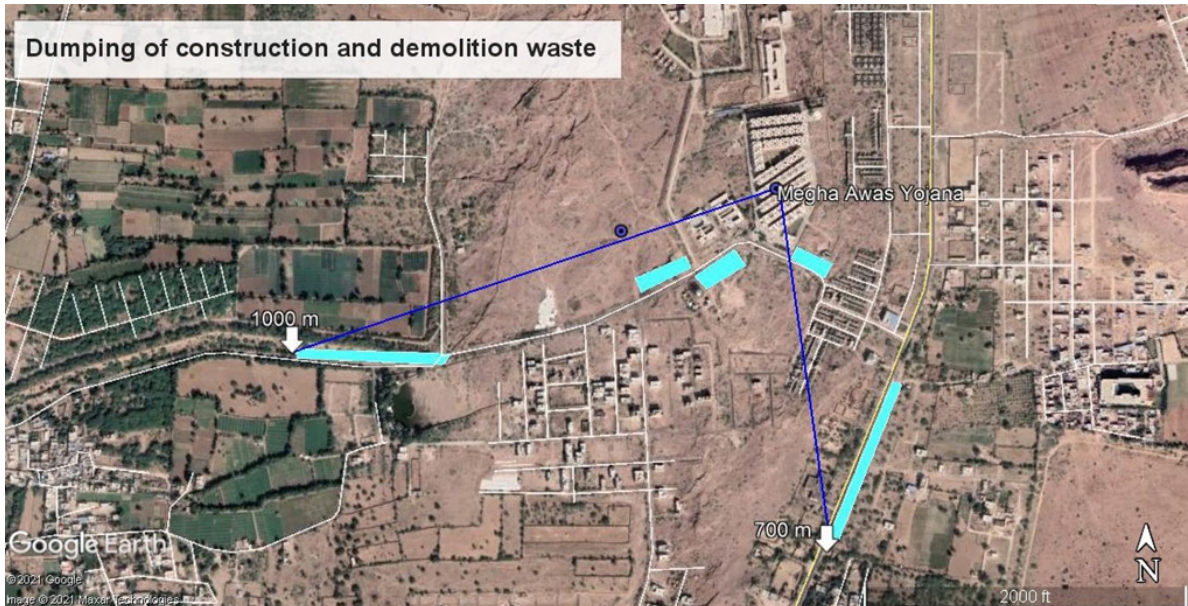 Dumping of construction and demolition waste
Megha Awas Yojana
1000 m
700 m
Google Earth
N
©2021 Google
Image © 2021 Maxar Technologies
2000 ft